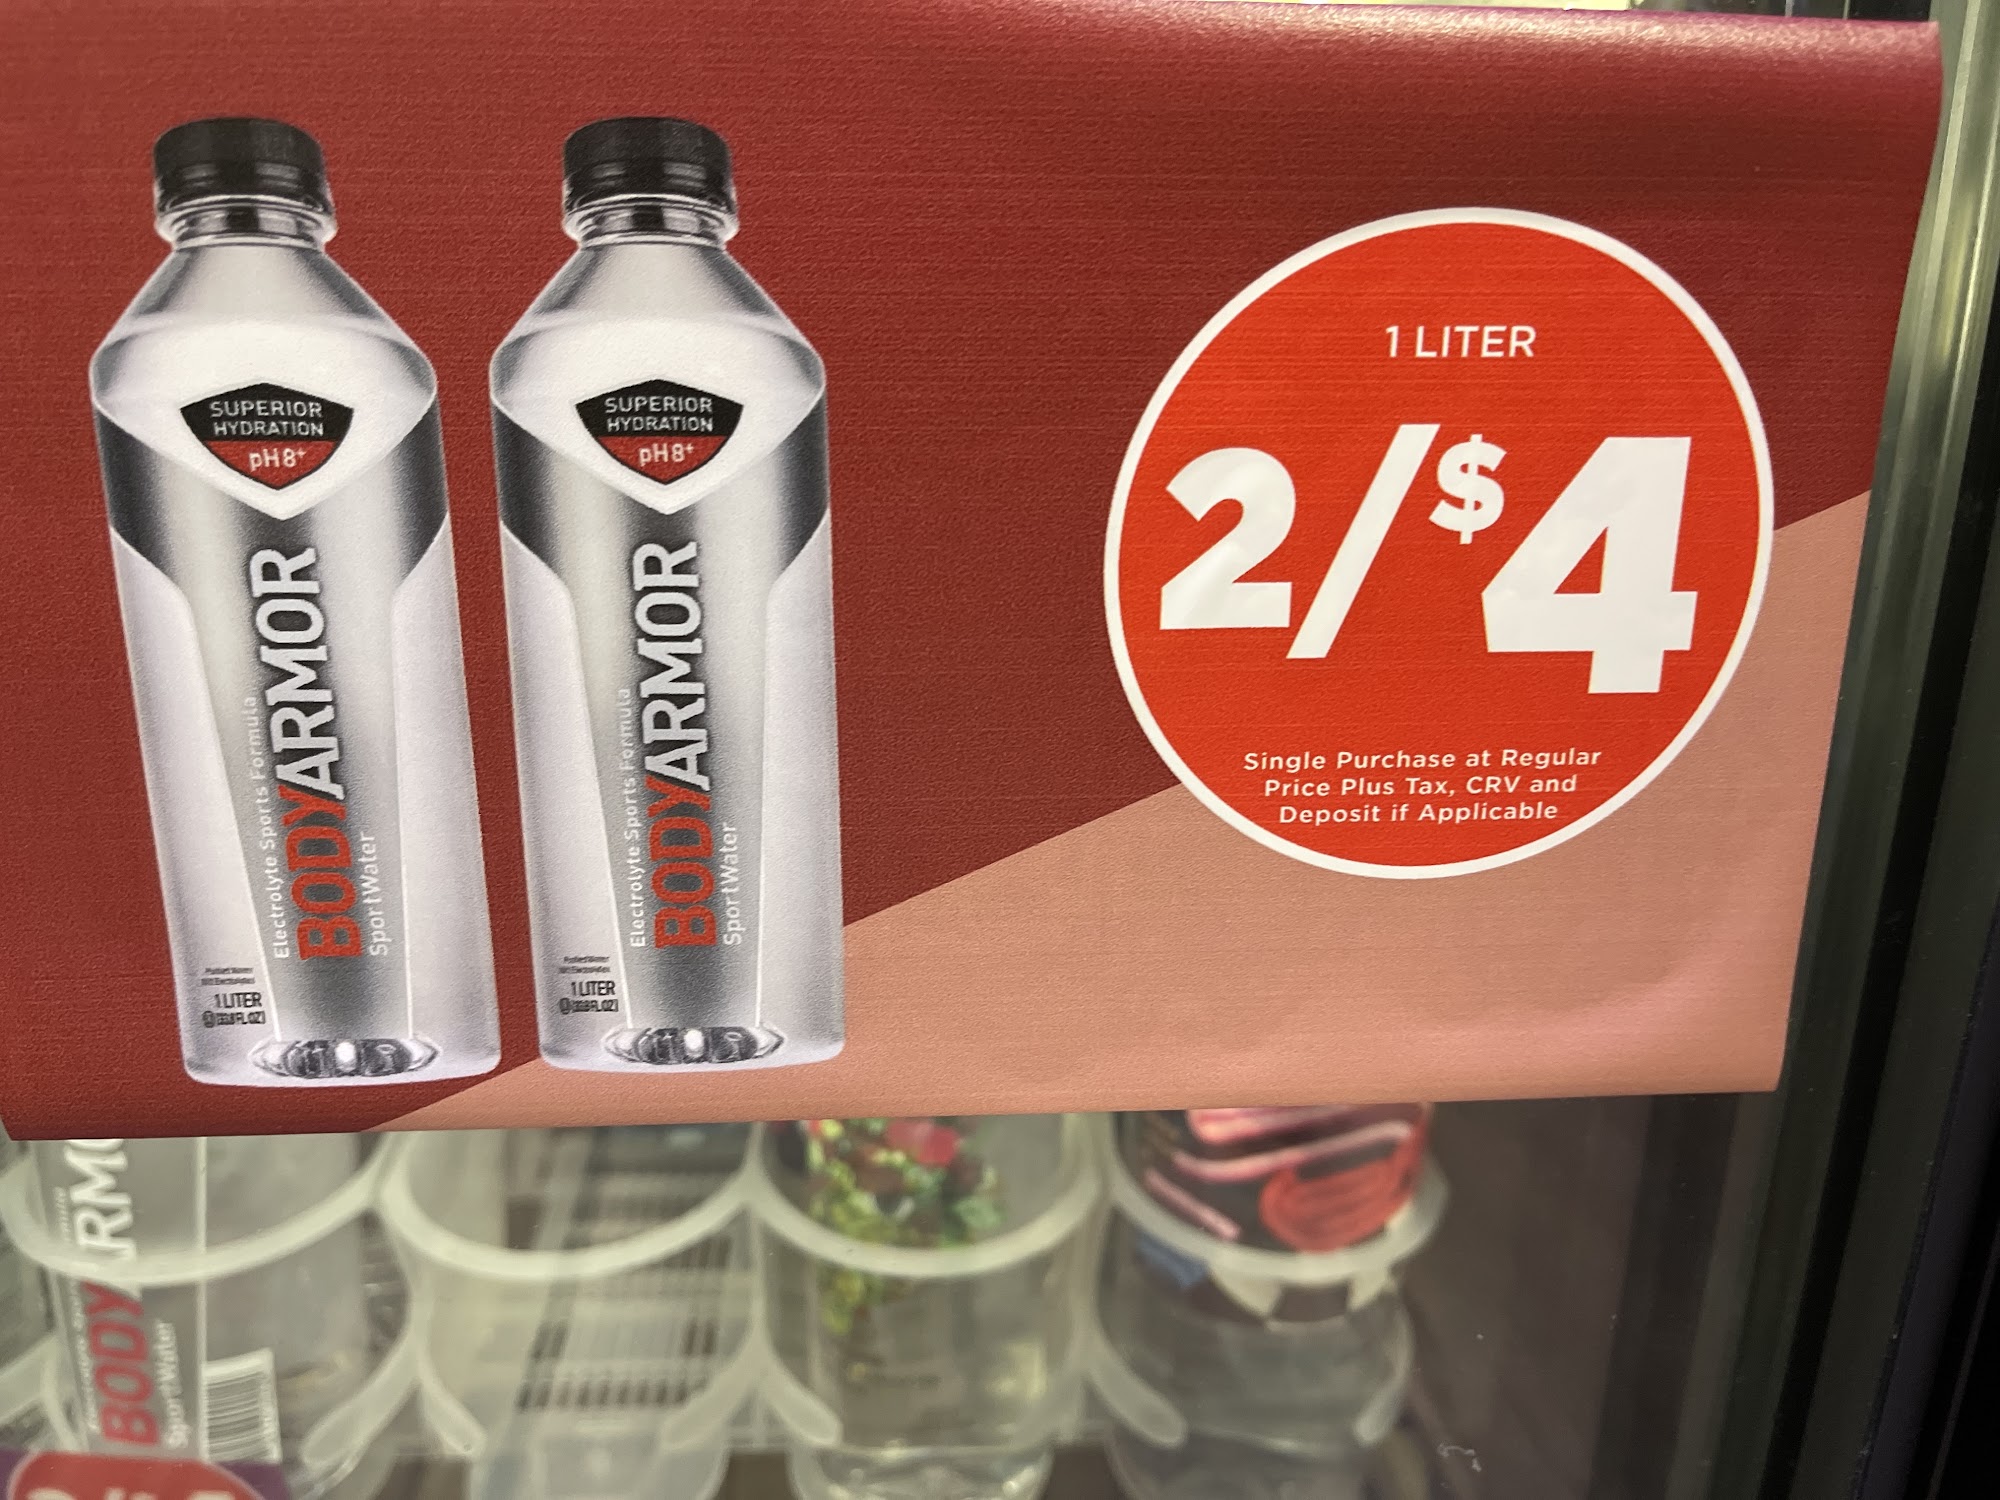 SUPERIOR
HYDRATION
pH8+
Electrolyte Sports Formula
BODYARMOR
SportWater
1 LITER
SUPERIOR
HYDRATION
pH8+
Electrolyte Sports Formula
BODYARMOR
SportWater
1 LITER
1 LITER
2/$4
Single Purchase at Regular
Price Plus Tax, CRV and
Deposit if Applicable
BODYARMO
SportWater